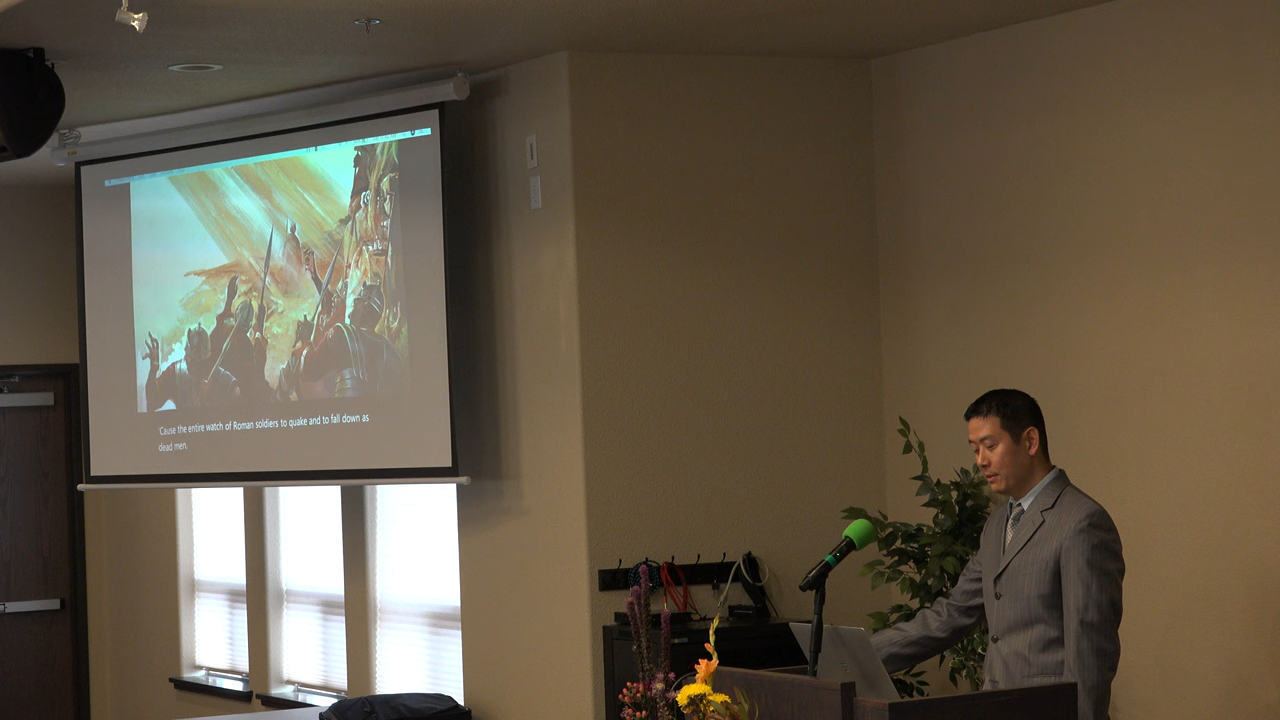 'Cause the entire watch of Roman soldiers to quake and to fall down as
dead men.